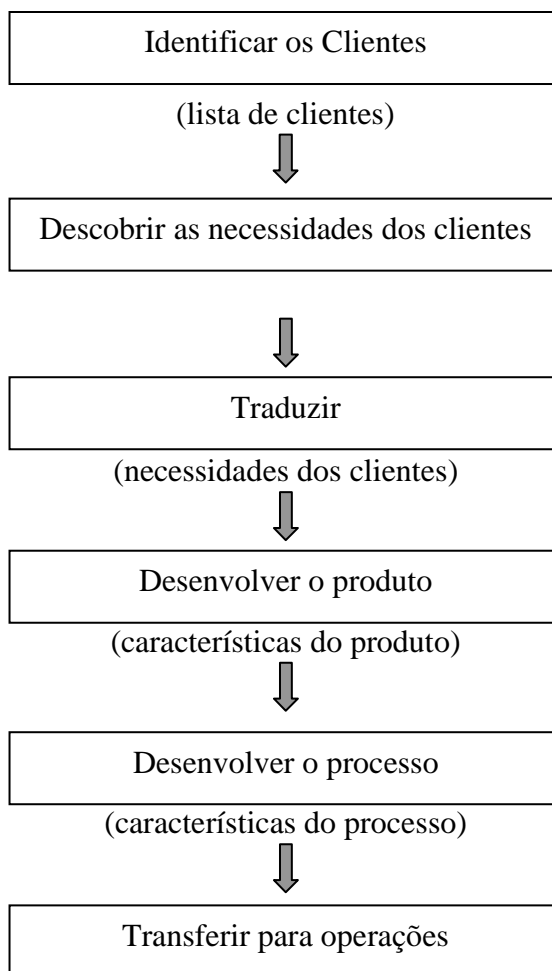 Identificar os Clientes
(lista de clientes)
Descobrir as necessidades dos clientes
Traduzir
(necessidades dos clientes)
Desenvolver o produto
(características do produto)
Desenvolver o processo
(características do processo)
Transferir para operações